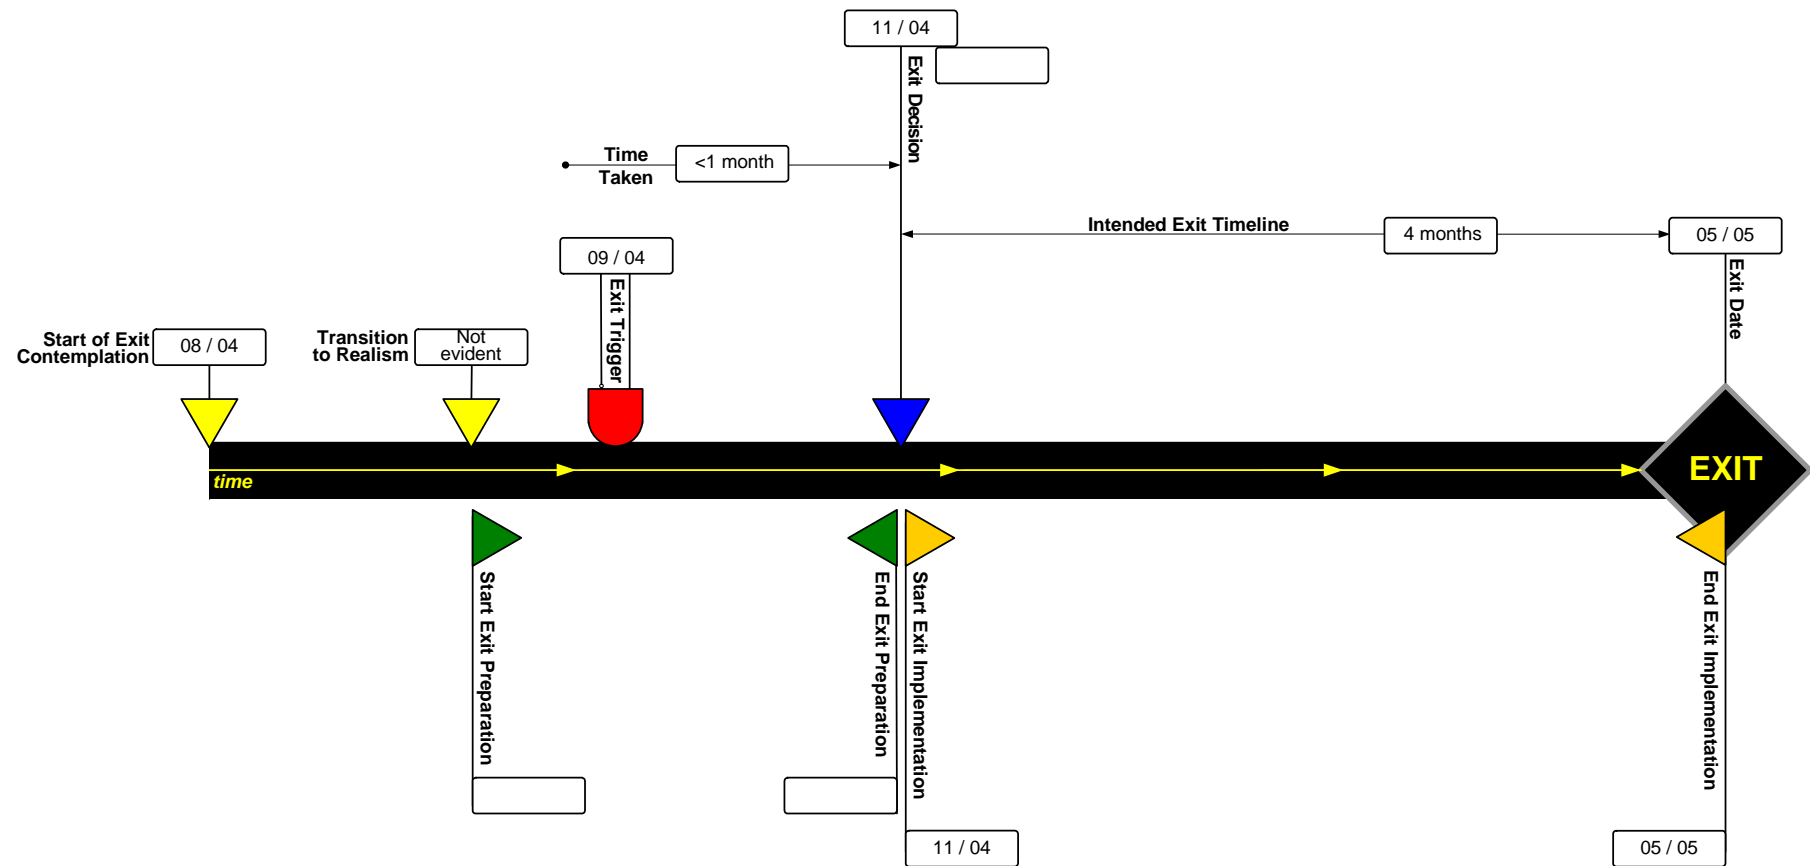 11 / 04
Exit Decision
Time
Taken
<1 month
Intended Exit Timeline
4 months
05 / 05
Exit Date
09 / 04
Exit Trigger
Start of Exit
Contemplation
08 / 04
Transition
to Realism
Not
evident
time
EXIT
Start Exit Preparation
End Exit Preparation
Start Exit Implementation
End Exit Implementation
11 / 04
05 / 05